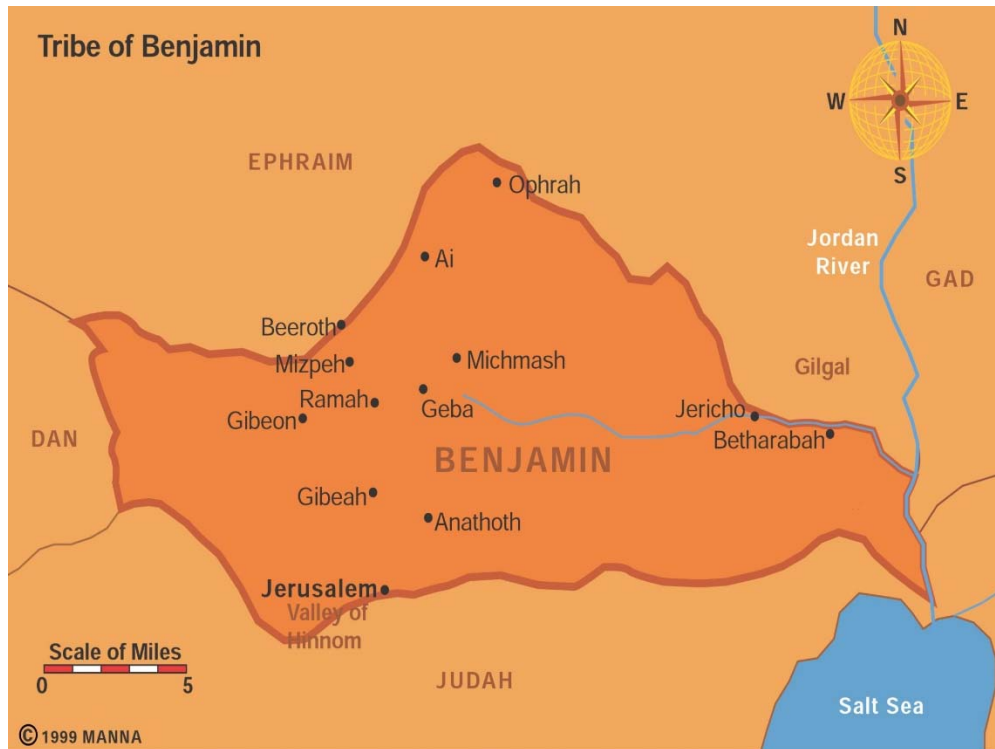 Tribe of Benjamin
N
W
E
S
EPHRAIM
Ophrah
Jordan
River
Ai
GAD
Beeroth
Mizpeh
Michmash
Gilgal
Ramah
Geba
Jericho
Gibeon
DAN
Betharabah
BENJAMIN
Gibeah
Anathoth
Jerusalem
Valley of
Hinnom
Scale of Miles
0 5
JUDAH
Salt Sea
© 1999 MANNA